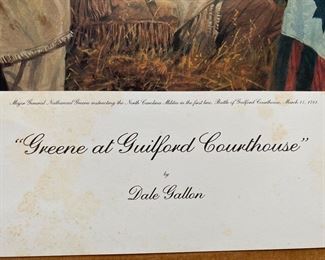 Major General Nathanael Greene instructing the North Carolina Militia in the first line, Battle of Guilford Courthouse, March 15, 1781.
"Greene at Guilford Courthouse"
by
Dale Gallon